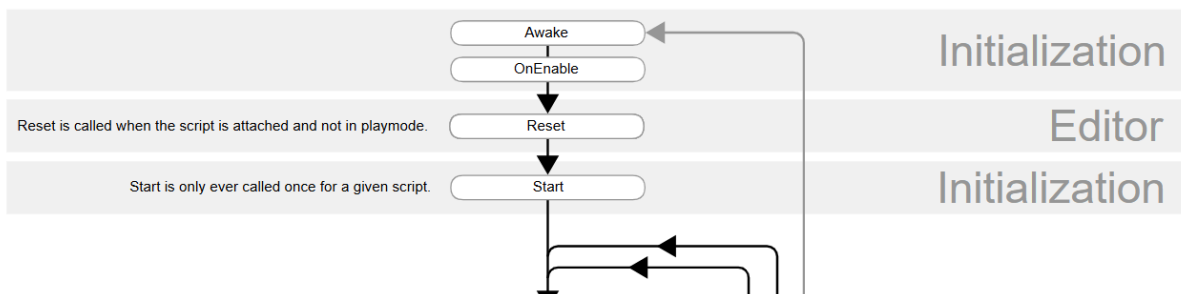 Awake
Initialization
OnEnable
Reset is called when the script is attached and not in playmode.
Reset
Editor
Start is only ever called once for a given script.
Start
Initialization